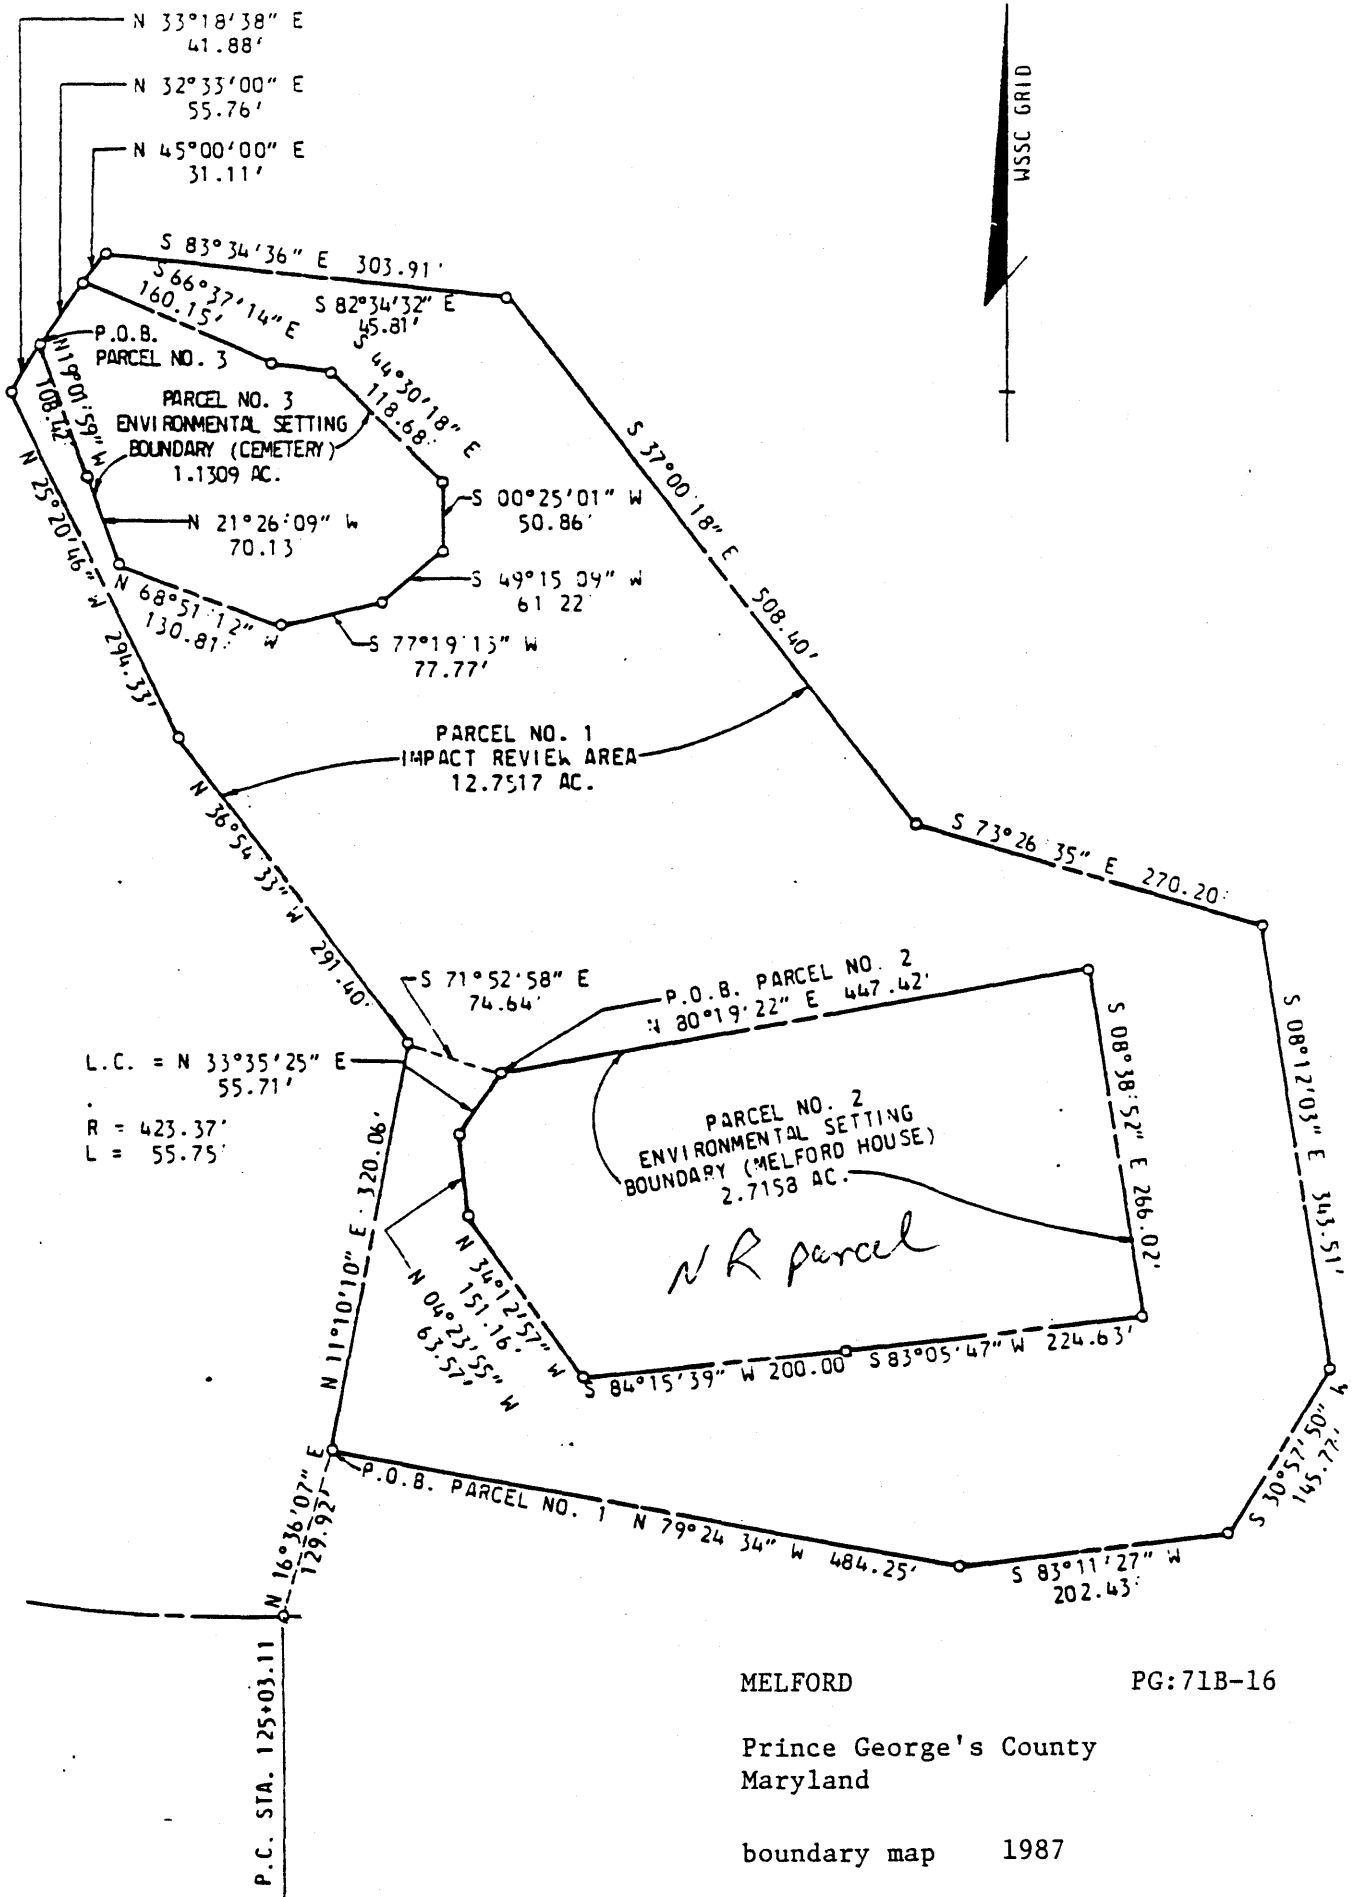 N 33°18'38" E
41.88'
N 32°33'00" E
55.76'
N 45°00'00" E
31.11'
WSSC GRID
S 83°34'36" E 303.91'
S 66°37'14" E
160.15'
S 82°34'32" E
45.81'
P.O.B.
PARCEL NO. 3
N19°01'59" W
108.42'
S 44°30'18" E
118.68'
PARCEL NO. 3
ENVIRONMENTAL SETTING
BOUNDARY (CEMETERY)
1.1309 AC.
S 37°00'18" E 508.40'
N 25°20'46" W 294.33'
S 00°25'01" W
50.86'
N 21°26'09" W
70.13
S 49°15 09" W
61 22
N 68°51'12" W
130.81'
S 77°19'13" W
77.77'
PARCEL NO. 1
IMPACT REVIEW AREA
12.7517 AC.
N 36°54'33" W 291.40'
S 73°26'35" E 270.20'
S 71°52'58" E
74.64'
P.O.B. PARCEL NO. 2
N 80°19'22" E 447.42'
S 08°38'52" E 266.02'
S 08°12'03" E 343.51'
L.C. = N 33°35'25" E
55.71'
R = 423.37'
L = 55.75'
PARCEL NO. 2
ENVIRONMENTAL SETTING
BOUNDARY (MELFORD HOUSE)
2.7158 AC.
NR parcel
N 11°10'10" E 320.06'
N 34°12'57" W
151.16'
N 04°23'55" W
63.57'
S 84°15'39" W 200.00
S83°05'47" W 224.63'
S 30°57'50" W
145.77'
P.O.B. PARCEL NO. 1
N 79°24 34" W 484.25'
N 16°36'07" E
129.92'
S 83°11'27" W
202.43'
P.C. STA. 125+03.11
MELFORD PG:71B-16
Prince George's County
Maryland
boundary map 1987